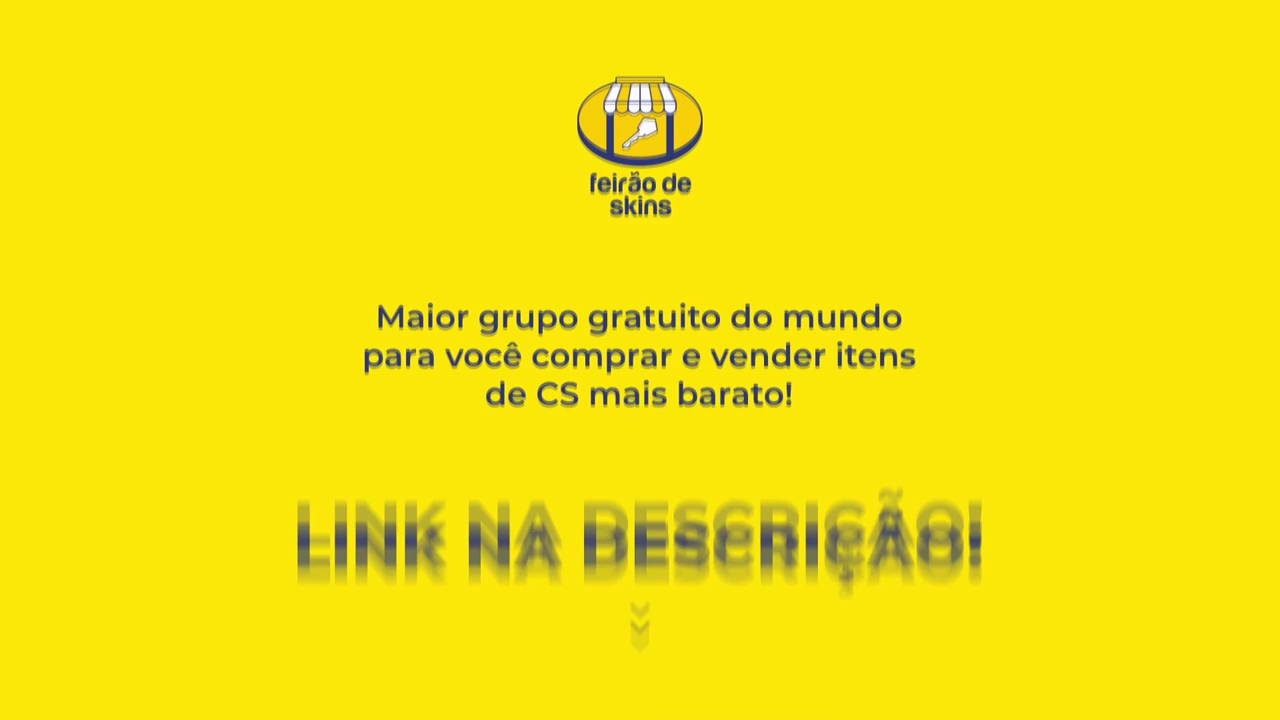 feirão de
skins
Maior grupo gratuito do mundo
para você comprar e vender itens
de CS mais barato!
LINK NA DESCRIÇÃO!